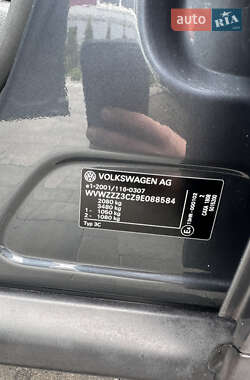 AUTO.RIA.com
VOLKSWAGEN AG
e1-2001/116-0307
WVWZZZ3CZ9E088584
2080 kg
3480 kg
1 - 1050 kg
2 - 1080 kg
Typ 3C